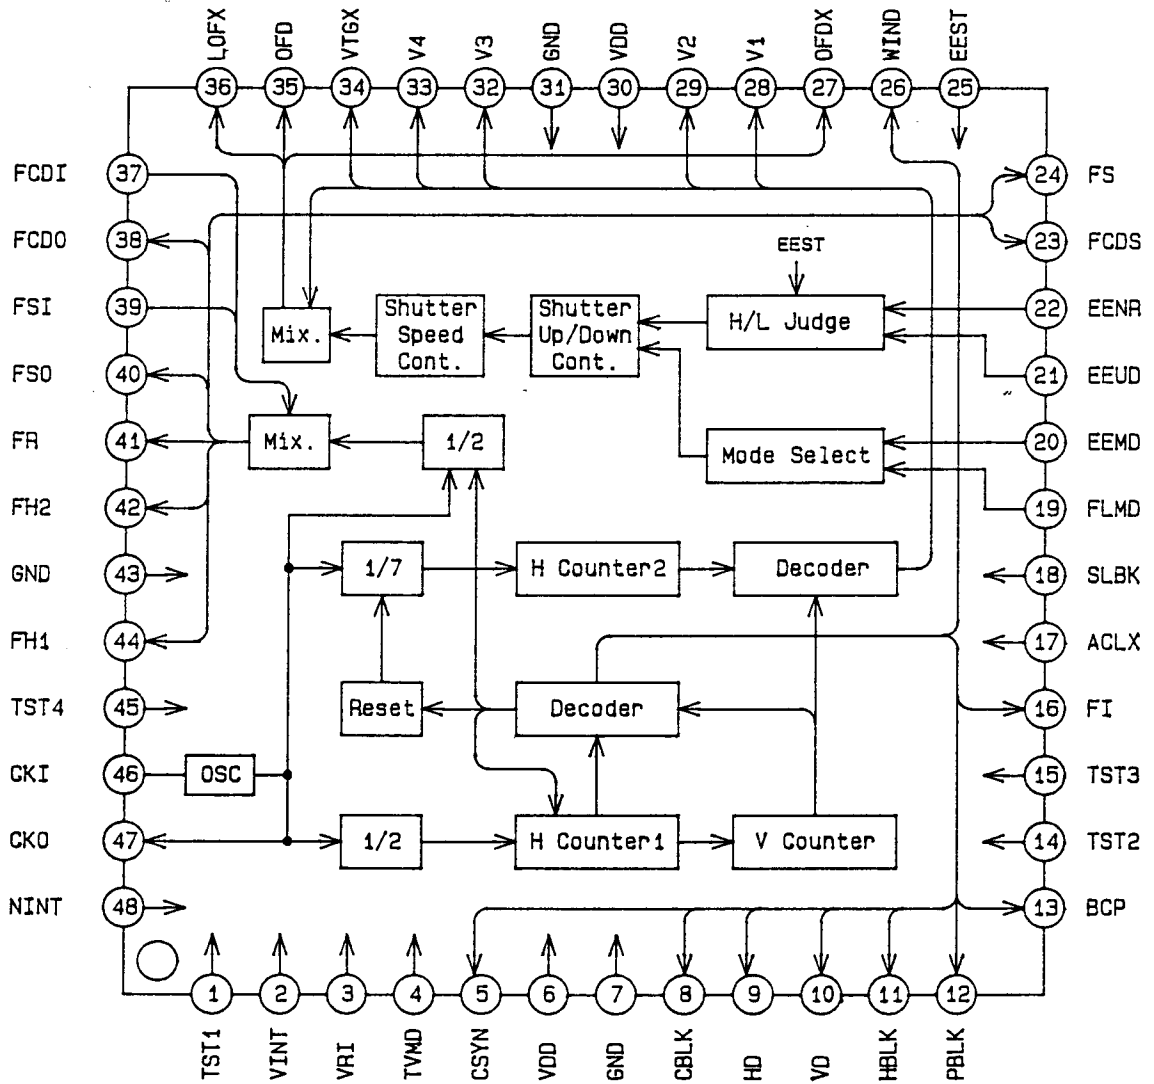 LOFX
OFD
VTGX
V4
V3
GND
VDD
V2
V1
OFDX
WIND
EEST
36
35
34
33
32
31
30
29
28
27
26
25
FCDI
37
24
FS
FCDO
38
23
FCDS
EEST
FSI
39
22
EENR
Mix.
Shutter
Speed
Cont.
Shutter
Up/Down
Cont.
H/L Judge
FSO
40
21
EEUD
FR
41
Mix.
1/2
Mode Select
20
EEMD
FH2
42
19
FLMD
GND
43
1/7
H Counter2
Decoder
18
SLBK
FH1
44
17
ACLX
TST4
45
Reset
Decoder
16
FI
CKI
46
OSC
15
TST3
CKO
47
1/2
H Counter1
V Counter
14
TST2
NINT
48
13
BCP
1
2
3
4
5
6
7
8
9
10
11
12
TST1
VINT
VRI
TVMD
CSYN
VDD
GND
CBLK
HD
VD
HBLK
PBLK